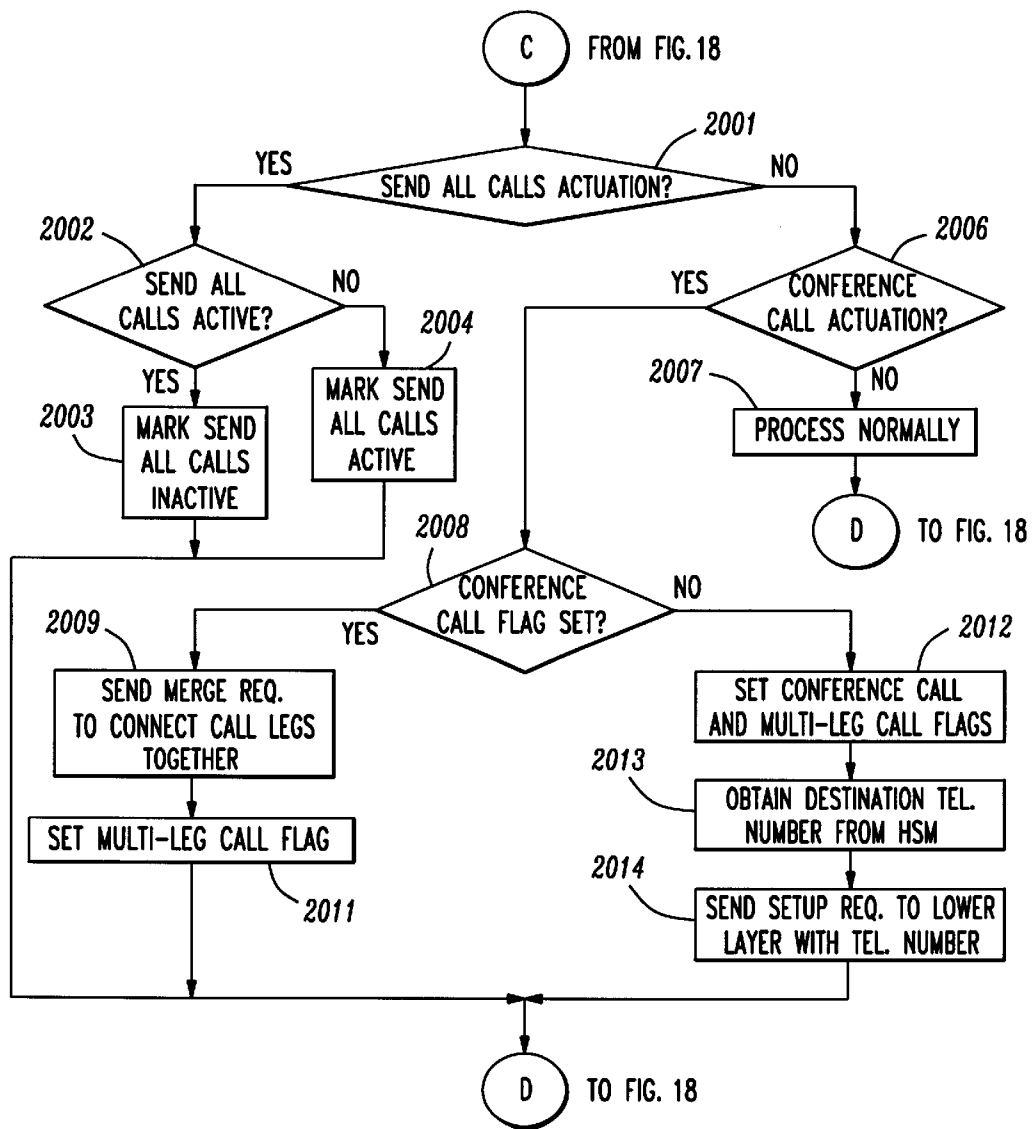 C FROM FIG. 18
2001
YES
NO
SEND ALL CALLS ACTUATION?
2002
2006
SEND ALL
CALLS ACTIVE?
NO
YES
CONFERENCE
CALL ACTUATION?
2004
YES
MARK SEND
ALL CALLS
ACTIVE
2003
MARK SEND
ALL CALLS
INACTIVE
2007
NO
PROCESS NORMALLY
D TO FIG. 18
2008
CONFERENCE
CALL FLAG SET?
YES
NO
2009
SEND MERGE REQ.
TO CONNECT CALL LEGS
TOGETHER
2012
SET CONFERENCE CALL
AND MULTI-LEG CALL FLAGS
SET MULTI-LEG CALL FLAG
2011
2013
OBTAIN DESTINATION TEL.
NUMBER FROM HSM
2014
SEND SETUP REQ. TO LOWER
LAYER WITH TEL. NUMBER
D TO FIG. 18